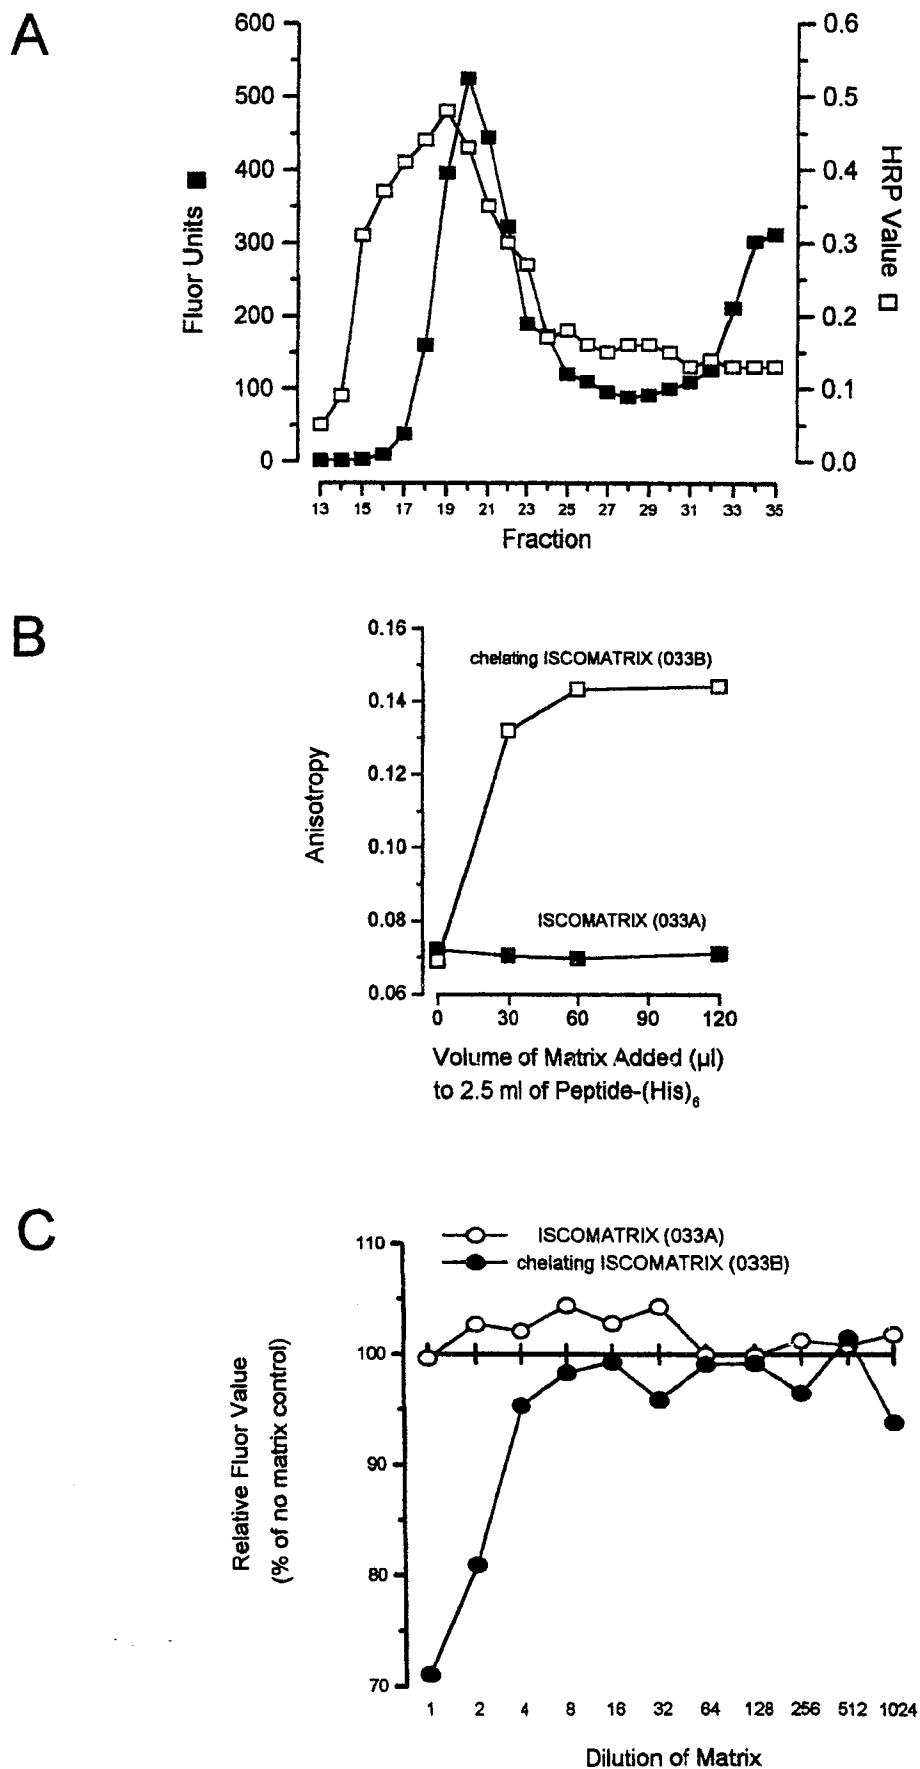 A
600
500
400
300
200
100
0
Fluor Units
0.6
0.5
0.4
0.3
0.2
0.1
0.0
HRP Value
13 15 17 19 21 23 25 27 29 31 33 35
Fraction
B
0.16
0.14
0.12
0.10
0.08
0.06
Anisotropy
chelating ISCOMATRIX (033B)
ISCOMATRIX (033A)
0 30 60 90 120
Volume of Matrix Added (µl)
to 2.5 ml of Peptide-(His)₆
C
ISCOMATRIX (033A)
chelating ISCOMATRIX (033B)
110
100
90
80
70
Relative Fluor Value
(% of no matrix control)
1 2 4 8 16 32 64 128 256 512 1024
Dilution of Matrix